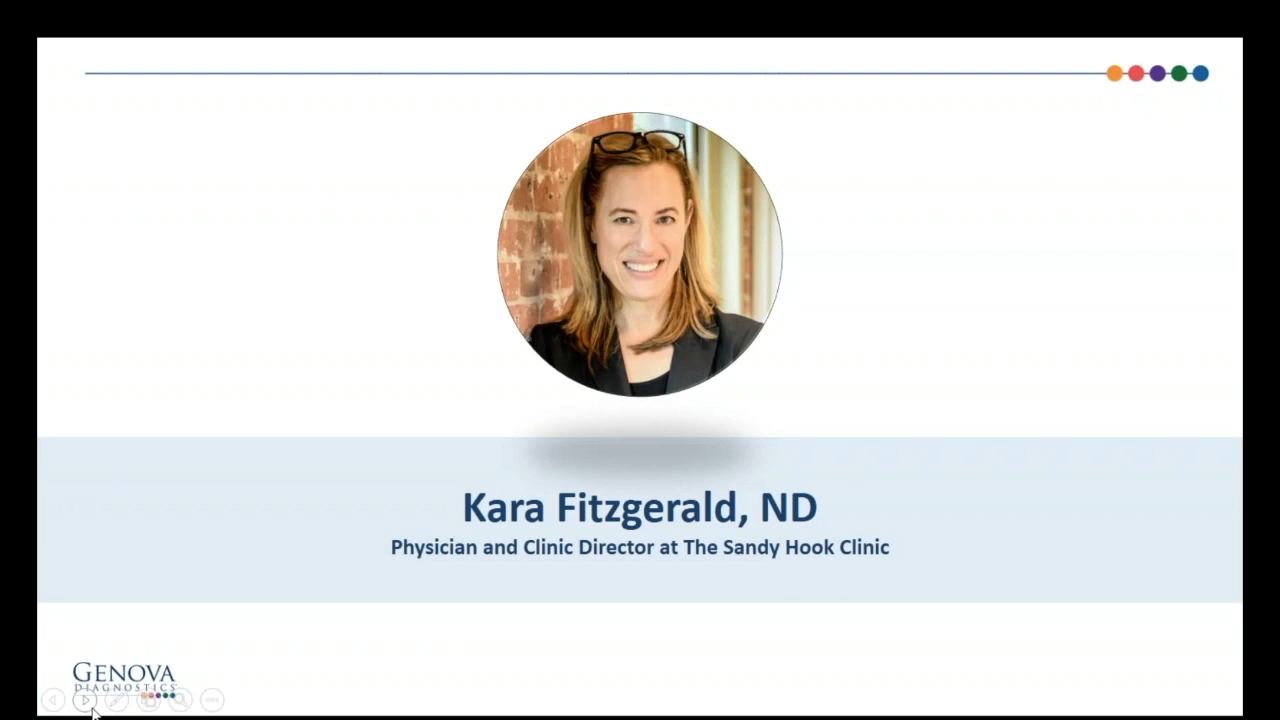 Kara Fitzgerald, ND
Physician and Clinic Director at The Sandy Hook Clinic
GENOVA
DIAGNOSTICS